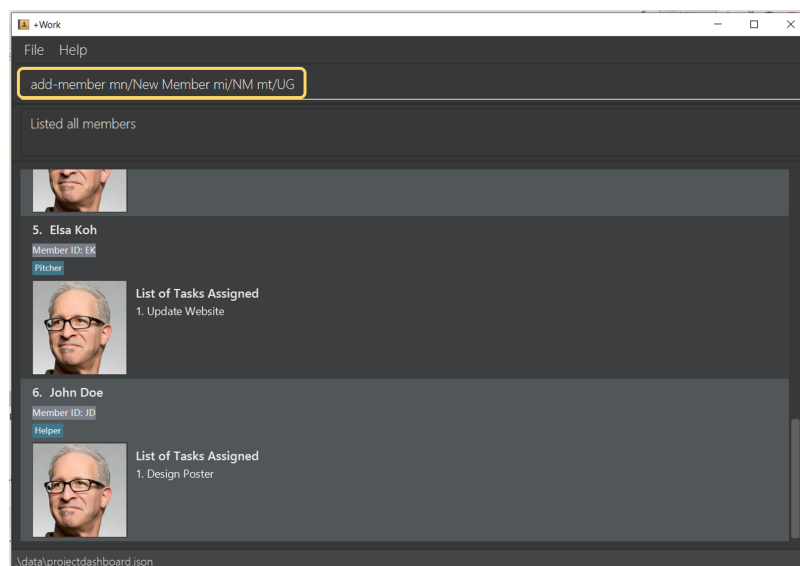 +Work
File Help
add-member mn/New Member mi/NM mt/UG
Listed all members
5. Elsa Koh
Member ID: EK
Pitcher
List of Tasks Assigned
1. Update Website
6. John Doe
Member ID: JD
Helper
List of Tasks Assigned
1. Design Poster
\data\projectdashboard.json